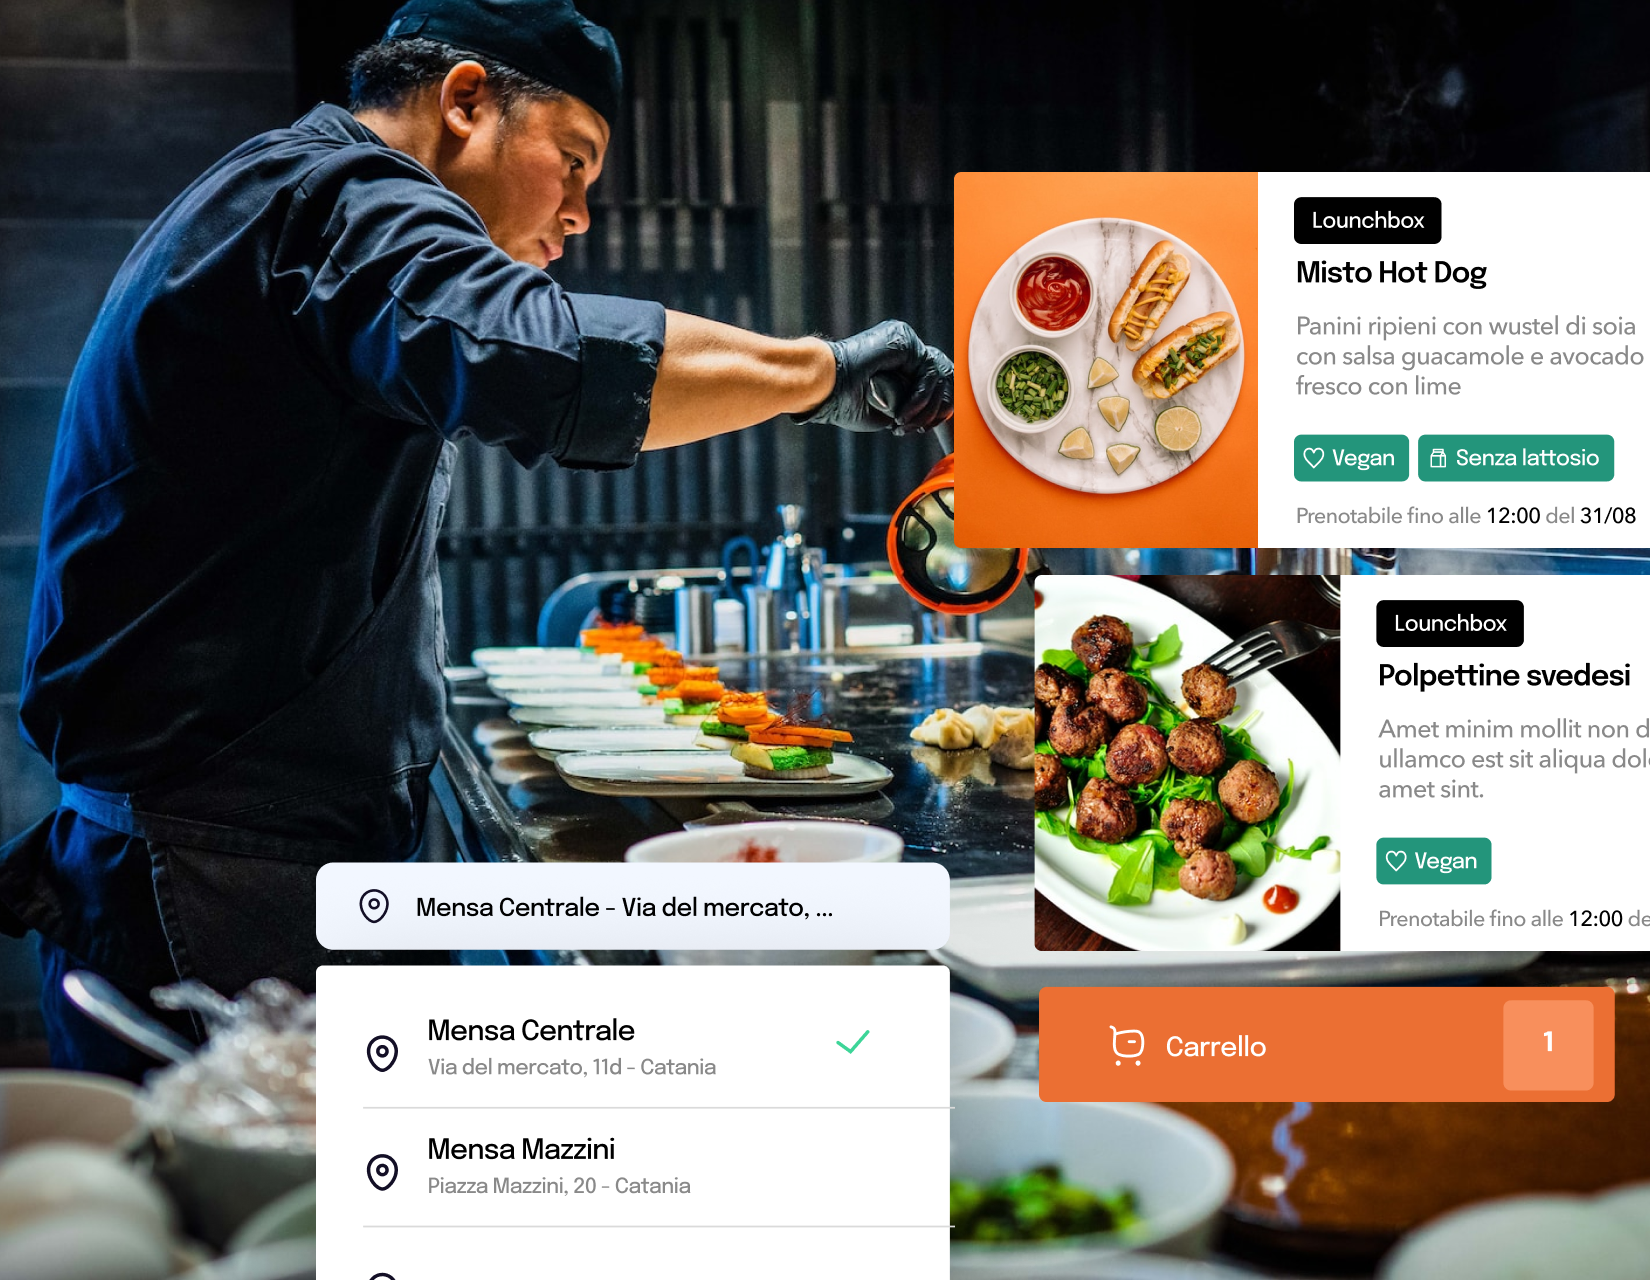 Lounchbox
Misto Hot Dog
Panini ripieni con wustel di soia
con salsa guacamole e avocado
fresco con lime
Vegan
Senza lattosio
Prenotabile fino alle 12:00 del 31/08
Lounchbox
Polpettine svedesi
Amet minim mollit non d
ullamco est sit aliqua dol
amet sint.
Vegan
Prenotabile fino alle 12:00 de
Mensa Centrale - Via del mercato, ...
Mensa Centrale
Via del mercato, 11d - Catania
Mensa Mazzini
Piazza Mazzini, 20 - Catania
Carrello
1